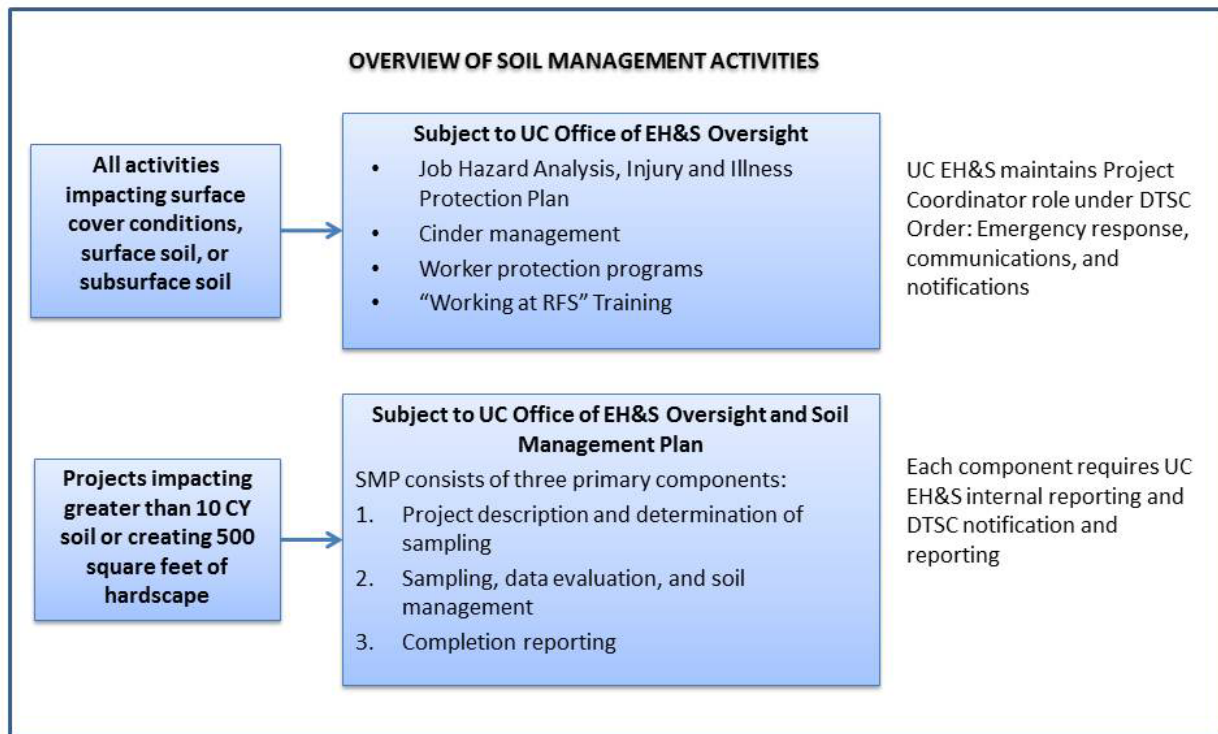 OVERVIEW OF SOIL MANAGEMENT ACTIVITIES
All activities
impacting surface
cover conditions,
surface soil, or
subsurface soil
Subject to UC Office of EH&S Oversight
• Job Hazard Analysis, Injury and Illness
Protection Plan
• Cinder management
• Worker protection programs
• “Working at RFS” Training
UC EH&S maintains Project
Coordinator role under DTSC
Order: Emergency response,
communications, and
notifications
Projects impacting
greater than 10 CY
soil or creating 500
square feet of
hardscape
Subject to UC Office of EH&S Oversight and Soil
Management Plan
SMP consists of three primary components:
1. Project description and determination of
sampling
2. Sampling, data evaluation, and soil
management
3. Completion reporting
Each component requires UC
EH&S internal reporting and
DTSC notification and
reporting